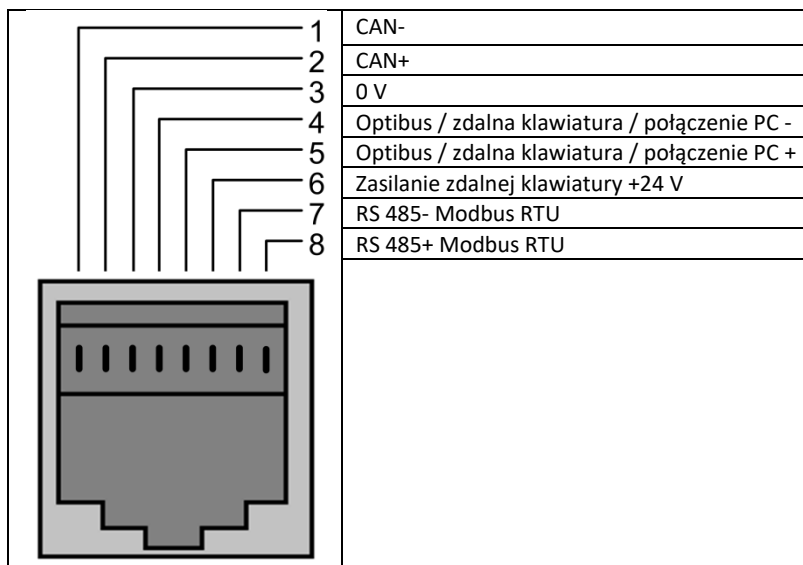 1 CAN-
2 CAN+
3 0 V
4 Optibus / zdalna klawiatura / połączenie PC -
5 Optibus / zdalna klawiatura / połączenie PC +
6 Zasilanie zdalnej klawiatury +24 V
7 RS 485- Modbus RTU
8 RS 485+ Modbus RTU